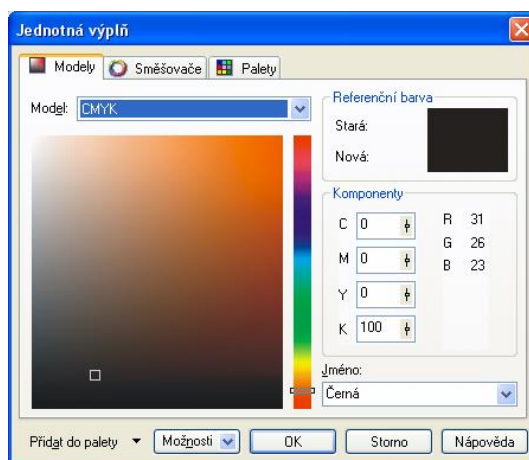 Jednotná výplň
Modely Směšovače Palety
Model: CMYK
Referenční barva
Stará:
Nová:
Komponenty
C 0 R 31
M 0 G 26
B 23
Y 0
K 100
Jméno:
Černá
Přidat do palety Možnosti OK Storno Nápověda